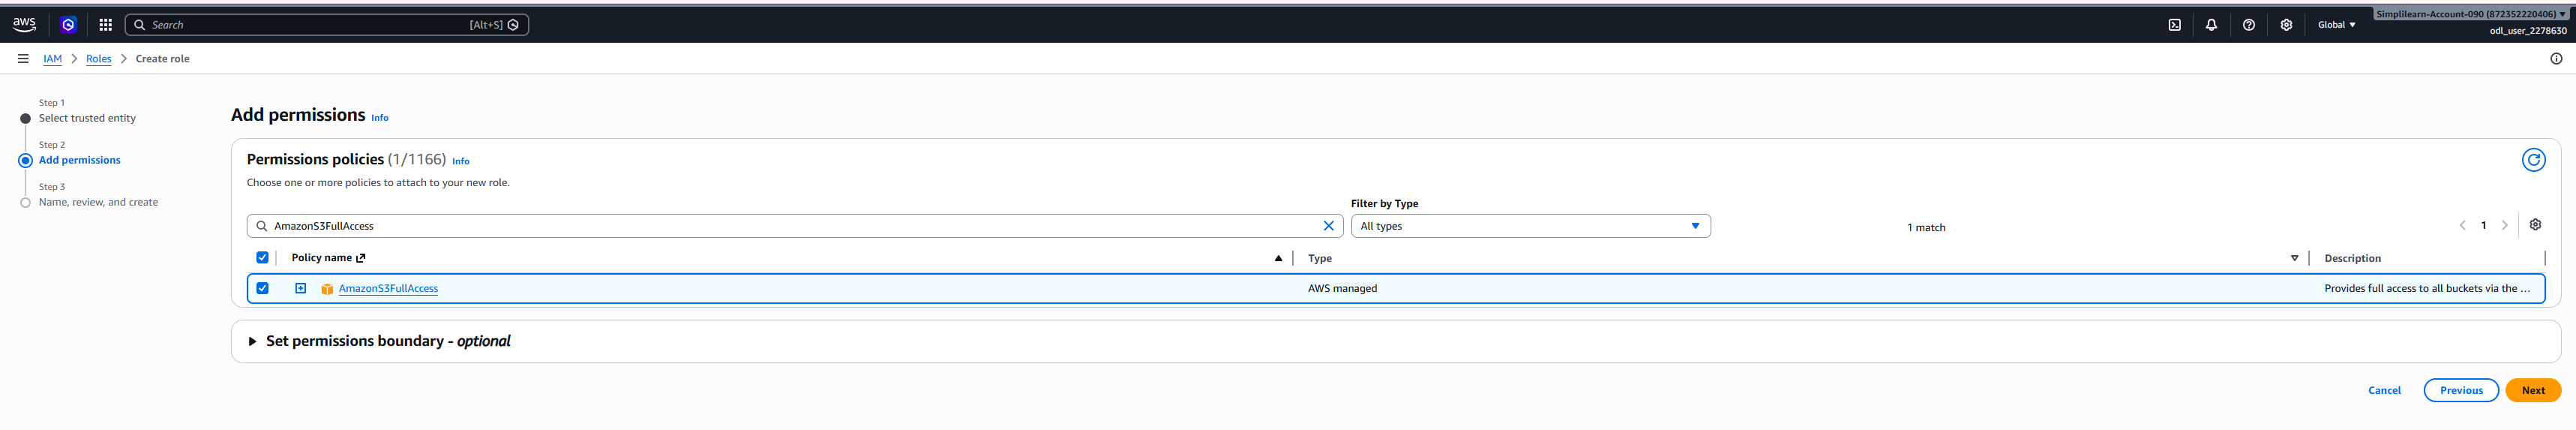 aws
Search [Alt+S]
Global
Simplilearn-Account-090 (872352220406)
odl_user_2278630
IAM
Roles
Create role
Step 1
Select trusted entity
Step 2
Add permissions
Step 3
Name, review, and create
Add permissions Info
Permissions policies (1/1166) Info
Choose one or more policies to attach to your new role.
Filter by Type
AmazonS3FullAccess
All types
1 match
1
Policy name
Type
Description
AmazonS3FullAccess
AWS managed
Provides full access to all buckets via the ...
Set permissions boundary - optional
Cancel
Previous
Next